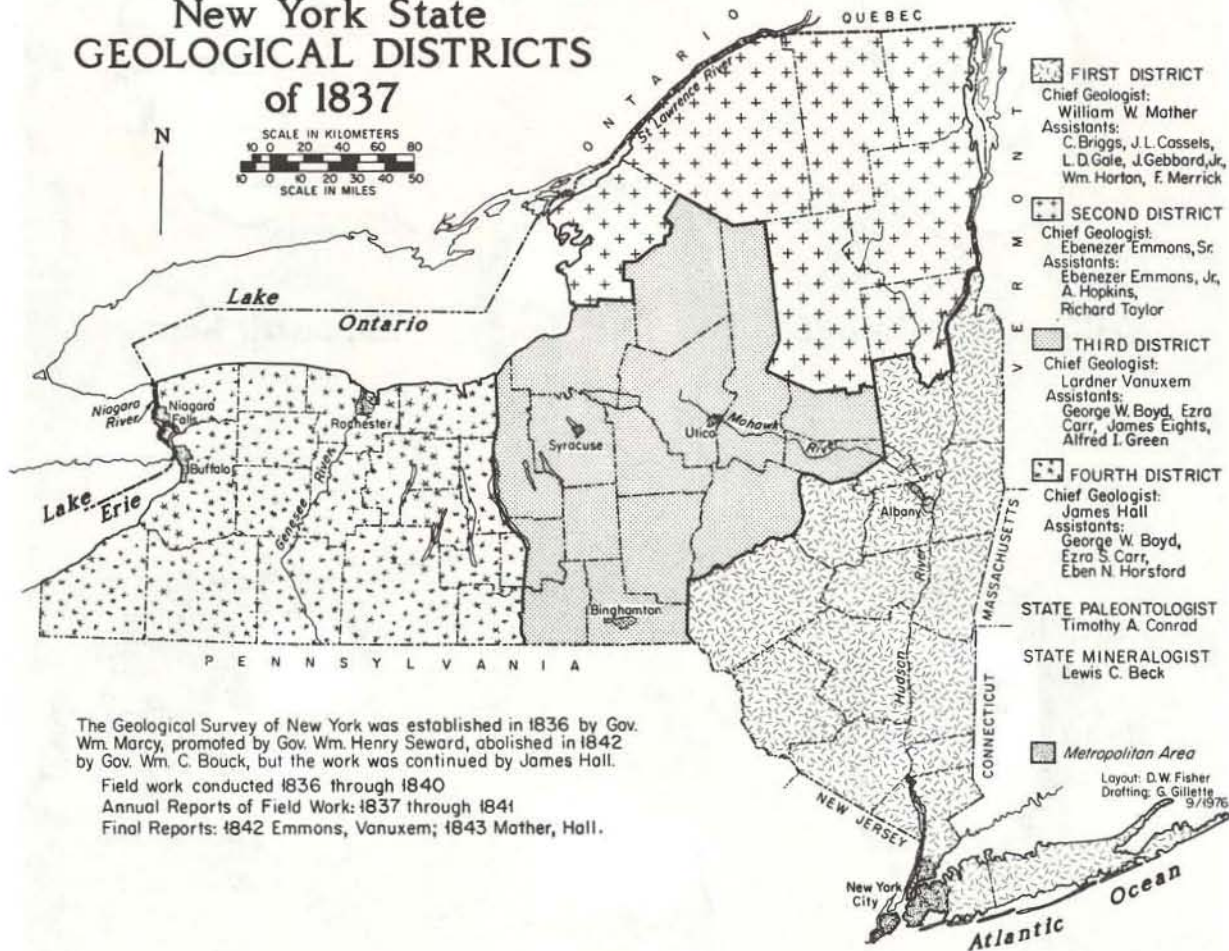 New York State
GEOLOGICAL DISTRICTS
of 1837
N
SCALE IN KILOMETERS
10 0 20 40 60 80
10 0 10 20 30 40 50
SCALE IN MILES
ONTARIO
QUEBEC
St Lawrence River
VERMONT
Lake
Ontario
Niagara
River
Niagara
Falls
Buffalo
Rochester
Genesee
River
Lake
Erie
Syracuse
Utica
Mohawk
River
Albany
Hudson
River
Binghamton
PENNSYLVANIA
MASSACHUSETTS
CONNECTICUT
NEW JERSEY
New York
City
Atlantic
Ocean
FIRST DISTRICT
Chief Geologist:
William W. Mather
Assistants:
C. Briggs, J.L. Cassels,
L.D. Gale, J. Gebbard, Jr.,
Wm. Horton, F. Merrick
SECOND DISTRICT
Chief Geologist:
Ebenezer Emmons, Sr.
Assistants:
Ebenezer Emmons, Jr.,
A. Hopkins,
Richard Taylor
THIRD DISTRICT
Chief Geologist:
Lardner Vanuxem
Assistants:
George W. Boyd, Ezra
Carr, James Eights,
Alfred I. Green
FOURTH DISTRICT
Chief Geologist:
James Hall
Assistants:
George W. Boyd,
Ezra S. Carr,
Eben N. Horsford
STATE PALEONTOLOGIST
Timothy A. Conrad
STATE MINERALOGIST
Lewis C. Beck
Metropolitan Area
Layout: D.W. Fisher
Drafting: G. Gillette
9/1976
The Geological Survey of New York was established in 1836 by Gov.
Wm. Marcy, promoted by Gov. Wm. Henry Seward, abolished in 1842
by Gov. Wm. C. Bouck, but the work was continued by James Hall.
Field work conducted 1836 through 1840
Annual Reports of Field Work: 1837 through 1841
Final Reports: 1842 Emmons, Vanuxem; 1843 Mather, Hall.